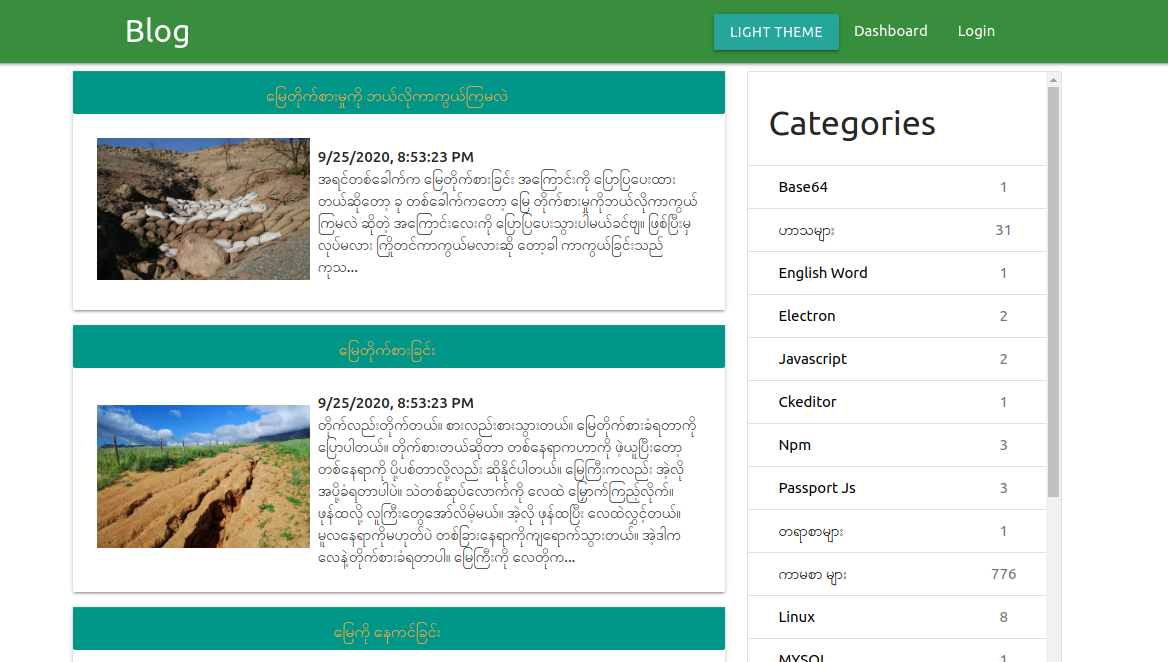 Blog
LIGHT THEME
Dashboard
Login
မြေတိုက်စားမှုကို ဘယ်လိုကာကွယ်ကြမလဲ
9/25/2020, 8:53:23 PM
အရင်တစ်ခေါက်က မြေတိုက်စားခြင်း အကြောင်းကို ပြောပြပေးထား
တယ်ဆိုတော့ ခု တစ်ခေါက်ကတော့ မြေ တိုက်စားမှုကိုဘယ်လိုကာကွယ်
ကြမလဲ ဆိုတဲ့ အကြောင်းလေးကို ပြောပြပေးသွားပါမယ်ခင်ဗျ။ ဖြစ်ပြီးမှ
လုပ်မလား ကြိုတင်ကာကွယ်မလားဆို တော့ခါ ကာကွယ်ခြင်းသည်
ကုသ...
မြေတိုက်စားခြင်း
9/25/2020, 8:53:23 PM
တိုက်လည်းတိုက်တယ်။ စားလည်းစားသွားတယ်။ မြေတိုက်စားခံရတာကို
ပြောပါတယ်။ တိုက်စားတယ်ဆိုတာ တစ်နေရာကဟာကို ဖဲ့ယူပြီးတော့
တစ်နေရာကို ပို့ပစ်တာလို့လည်း ဆိုနိုင်ပါတယ်။ မြေကြီးကလည်း အဲ့လို
အပို့ခံရတာပါပဲ။ သဲတစ်ဆုပ်လောက်ကို လေထဲ မြှောက်ကြည့်လိုက်။
ဖုန်ထလို့ လူကြီးတွေအော်လိမ့်မယ်။ အဲ့လို ဖုန်ထပြီး လေထဲလွှင့်တယ်။
မူလနေရာကိုမဟုတ်ပဲ တစ်ခြားနေရာကိုကျရောက်သွားတယ်။ အဲ့ဒါက
လေနဲ့တိုက်စားခံရတာပါ။ မြေကြီးကို လေတိုက...
မြေကို နေကင်ခြင်း
Categories
Base64 1
ဟာသများ 31
English Word 1
Electron 2
Javascript 2
Ckeditor 1
Npm 3
Passport Js 3
တရာစာများ 1
ကာမစာ များ 776
Linux 8
MYSQL 1